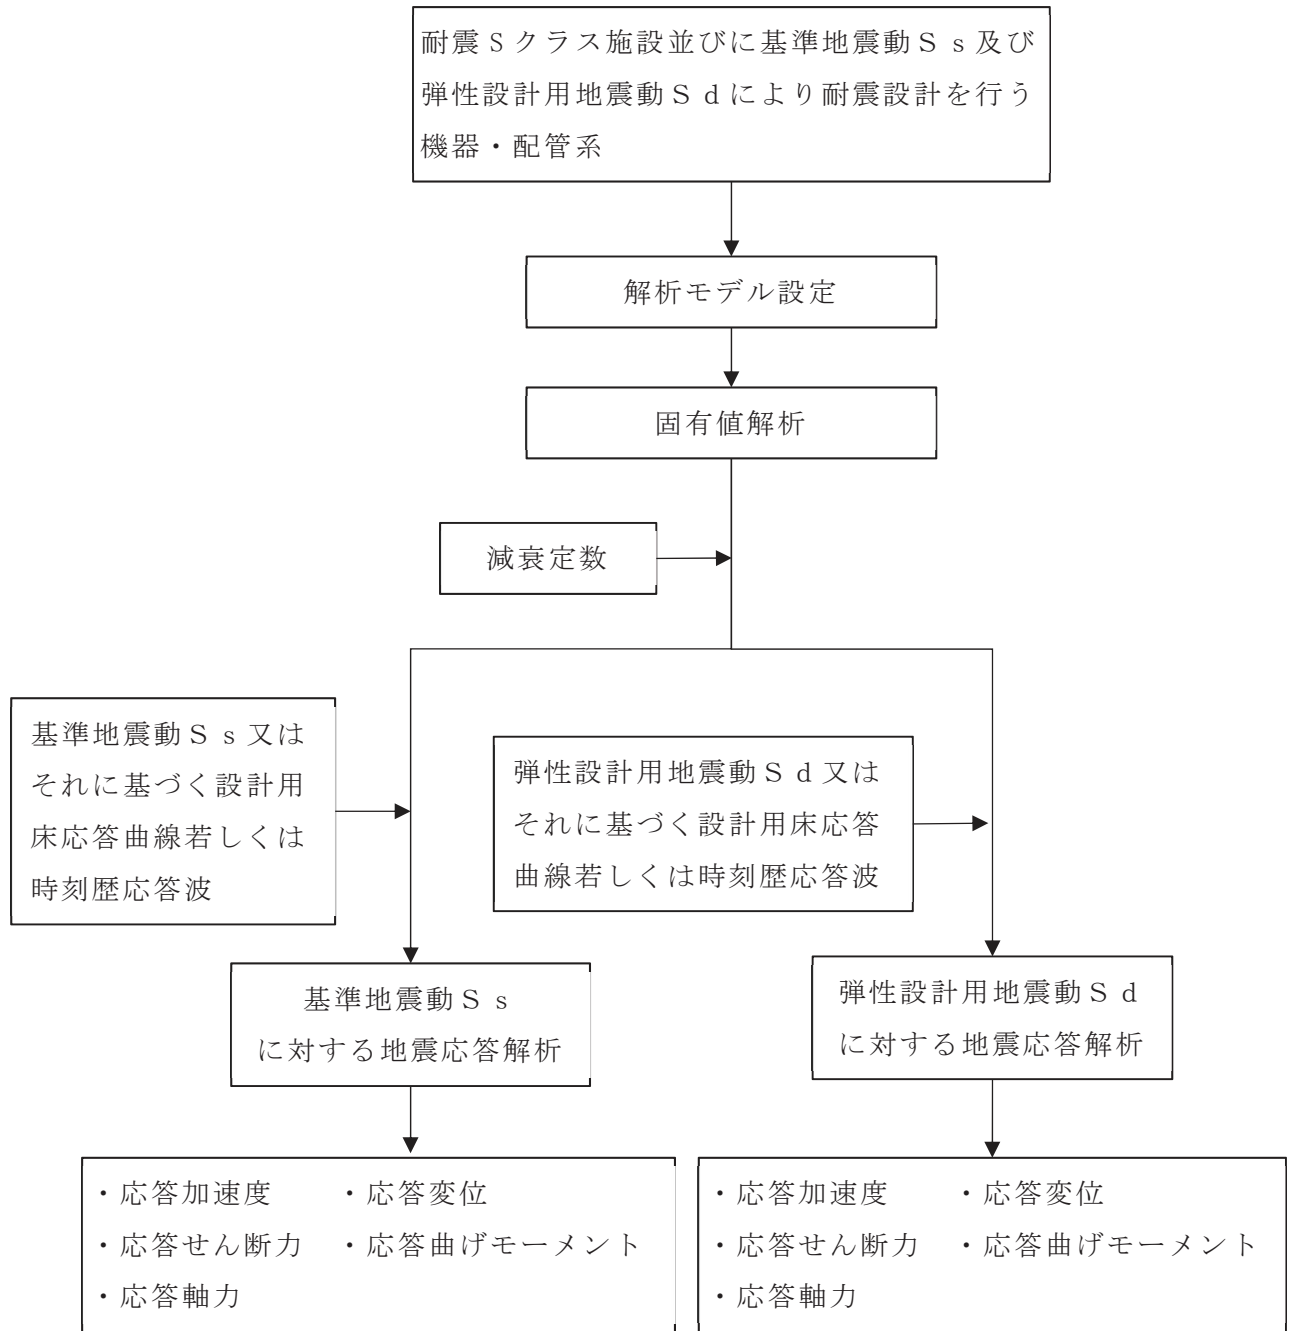 耐震Sクラス施設並びに基準地震動Ｓｓ及び
弾性設計用地震動Ｓｄにより耐震設計を行う
機器・配管系
解析モデル設定
固有値解析
減衰定数
基準地震動Ｓｓ又は
それに基づく設計用
床応答曲線若しくは
時刻歴応答波
弾性設計用地震動Ｓｄ又は
それに基づく設計用床応答
曲線若しくは時刻歴応答波
基準地震動Ｓｓ
に対する地震応答解析
弾性設計用地震動Ｓｄ
に対する地震応答解析
・応答加速度　　・応答変位
・応答せん断力　・応答曲げモーメント
・応答軸力
・応答加速度　　・応答変位
・応答せん断力　・応答曲げモーメント
・応答軸力